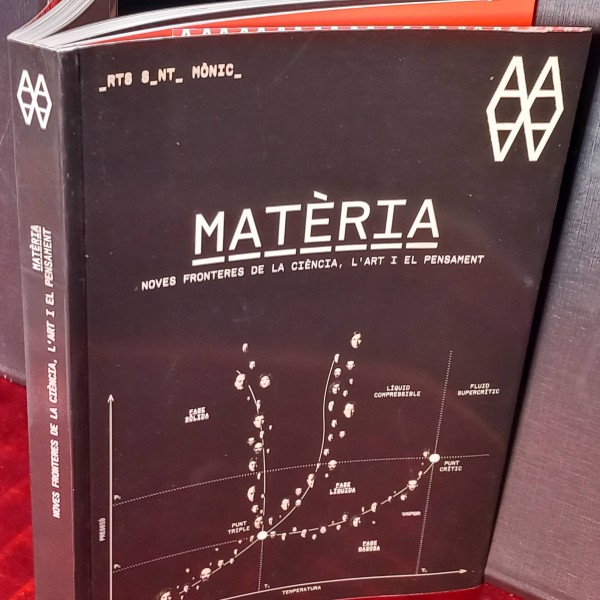 _RTS S_NT_ MÒNIC_
MATÈRIA
NOVES FRONTERES DE LA CIÈNCIA, L'ART I EL PENSAMENT
MATÈRIA
NOVES FRONTERES DE LA CIÈNCIA, L'ART I EL PENSAMENT
FASE
SÒLIDA
LÍQUID
COMPRESSIBLE
FLUID
SUPERCRÍTIC
PUNT
CRÍTIC
FASE
LÍQUIDA
VAPOR
PUNT
TRIPLE
FASE
GASOSA
PRESSIÓ
TEMPERATURA